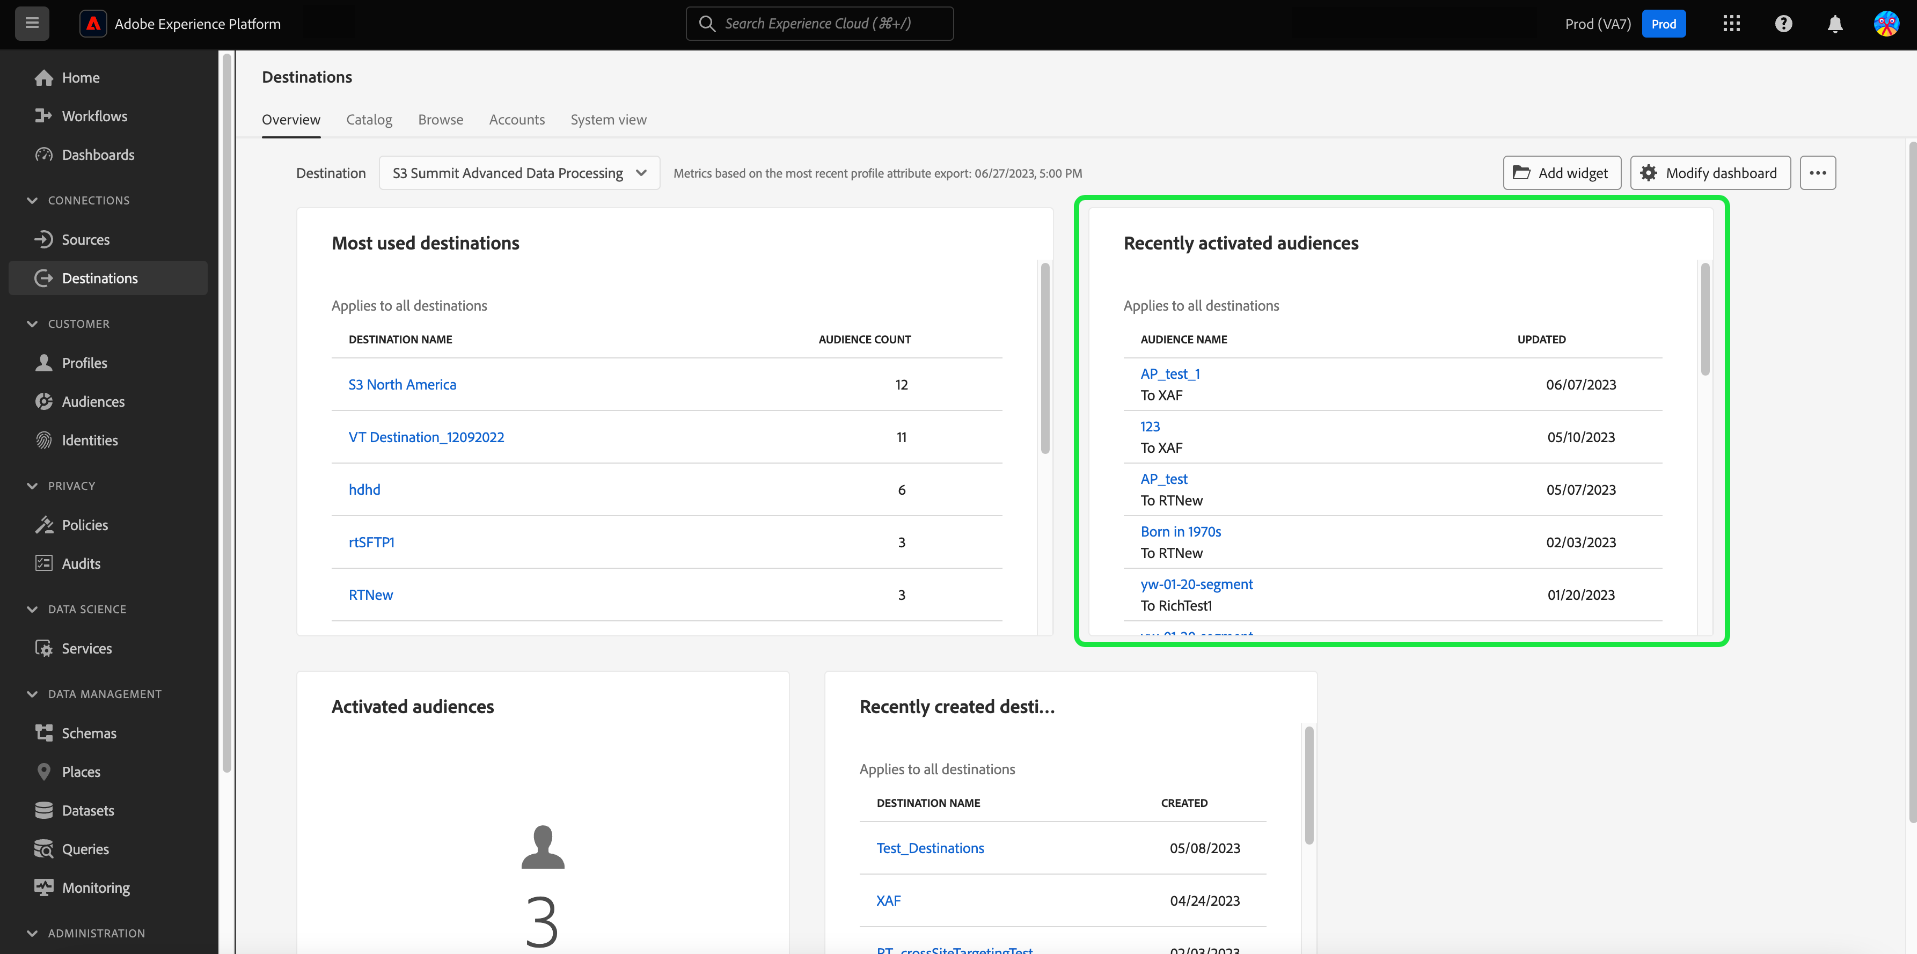 Adobe Experience Platform
Search Experience Cloud (⌘+/)
Prod (VA7)
Prod
Home
Workflows
Dashboards
CONNECTIONS
Sources
Destinations
CUSTOMER
Profiles
Audiences
Identities
PRIVACY
Policies
Audits
DATA SCIENCE
Services
DATA MANAGEMENT
Schemas
Places
Datasets
Queries
Monitoring
ADMINISTRATION
Destinations
Overview Catalog Browse Accounts System view
Destination S3 Summit Advanced Data Processing Metrics based on the most recent profile attribute export: 06/27/2023, 5:00 PM
Add widget Modify dashboard
Most used destinations
Applies to all destinations
DESTINATION NAME AUDIENCE COUNT
S3 North America 12
VT Destination_12092022 11
hdhd 6
rtSFTP1 3
RTNew 3
Recently activated audiences
Applies to all destinations
AUDIENCE NAME UPDATED
AP_test_1
To XAF 06/07/2023
123
To XAF 05/10/2023
AP_test
To RTNew 05/07/2023
Born in 1970s
To RTNew 02/03/2023
yw-01-20-segment
To RichTest1 01/20/2023
yw-01-20-segment
Activated audiences
3
Recently created desti...
Applies to all destinations
DESTINATION NAME CREATED
Test_Destinations 05/08/2023
XAF 04/24/2023
RT_crossSiteTargetingTest 02/03/2023